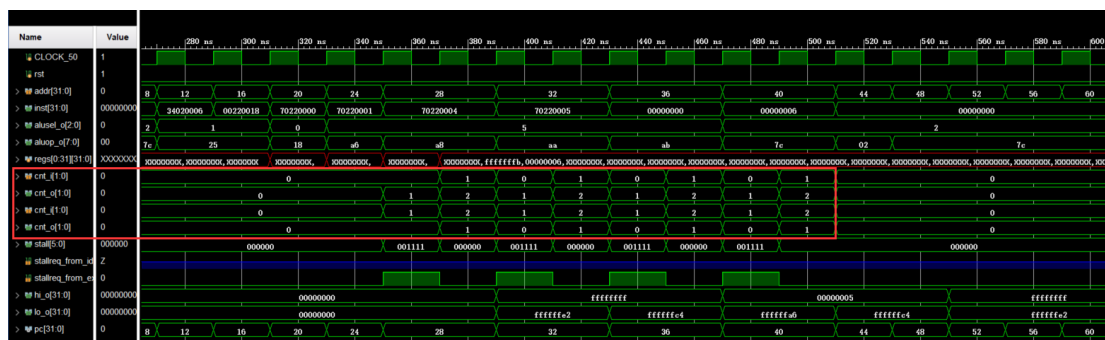 Name Value
280 ns 300 ns 320 ns 340 ns 360 ns 380 ns 400 ns 420 ns 440 ns 460 ns 480 ns 500 ns 520 ns 540 ns 560 ns 580 ns 600
CLOCK_50 1
rst 1
addr[31:0] 0 8 12 16 20 24 28 32 36 40 44 48 52 56 60
inst[31:0] 00000000 34020006 00220018 70220000 70220001 70220004 70220005 00000000 00000006 00000000
alusel_o[2:0] 0 2 1 0 5 2
aluop_o[7:0] 00 7c 25 18 a6 a8 aa ab 7c 02 7c
regs[0:31][31:0] XXXXXXX
cnt_i[1:0] 0 0 1 0 1 0 1 0 1 0
cnt_o[1:0] 0 0 1 2 1 2 1 2 1 2 0
cnt_i[1:0] 0 0 1 2 1 2 1 2 1 2 0
cnt_o[1:0] 0 0 1 0 1 0 1 0 1 0
stall[5:0] 000000 000000 001111 000000 001111 000000 001111 000000 001111 000000
stallreq_from_id Z
stallreq_from_ex 0
hi_o[31:0] 00000000 00000000 ffffffff 00000005 ffffffff
lo_o[31:0] 00000000 00000000 ffffffe2 ffffffc4 ffffffa6 ffffffc4 ffffffe2
pc[31:0] 0 8 12 16 20 24 28 32 36 40 44 48 52 56 60